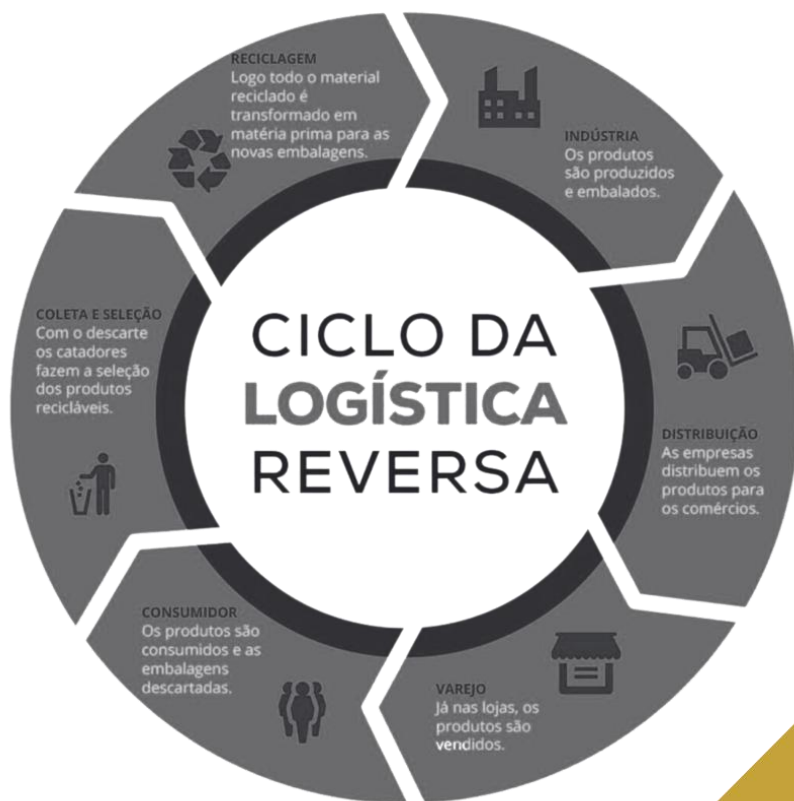 CICLO DA
LOGÍSTICA
REVERSA
INDÚSTRIA
Os produtos
são produzidos
e embalados.
DISTRIBUIÇÃO
As empresas
distribuem os
produtos para
os comércios.
VAREJO
Já nas lojas, os
produtos são
vendidos.
CONSUMIDOR
Os produtos são
consumidos e as
embalagens
descartadas.
COLETA E SELEÇÃO
Com o descarte
os catadores
fazem a seleção
dos produtos
recicláveis.
RECICLAGEM
Logo todo o material
reciclado é
transformado em
matéria prima para as
novas embalagens.